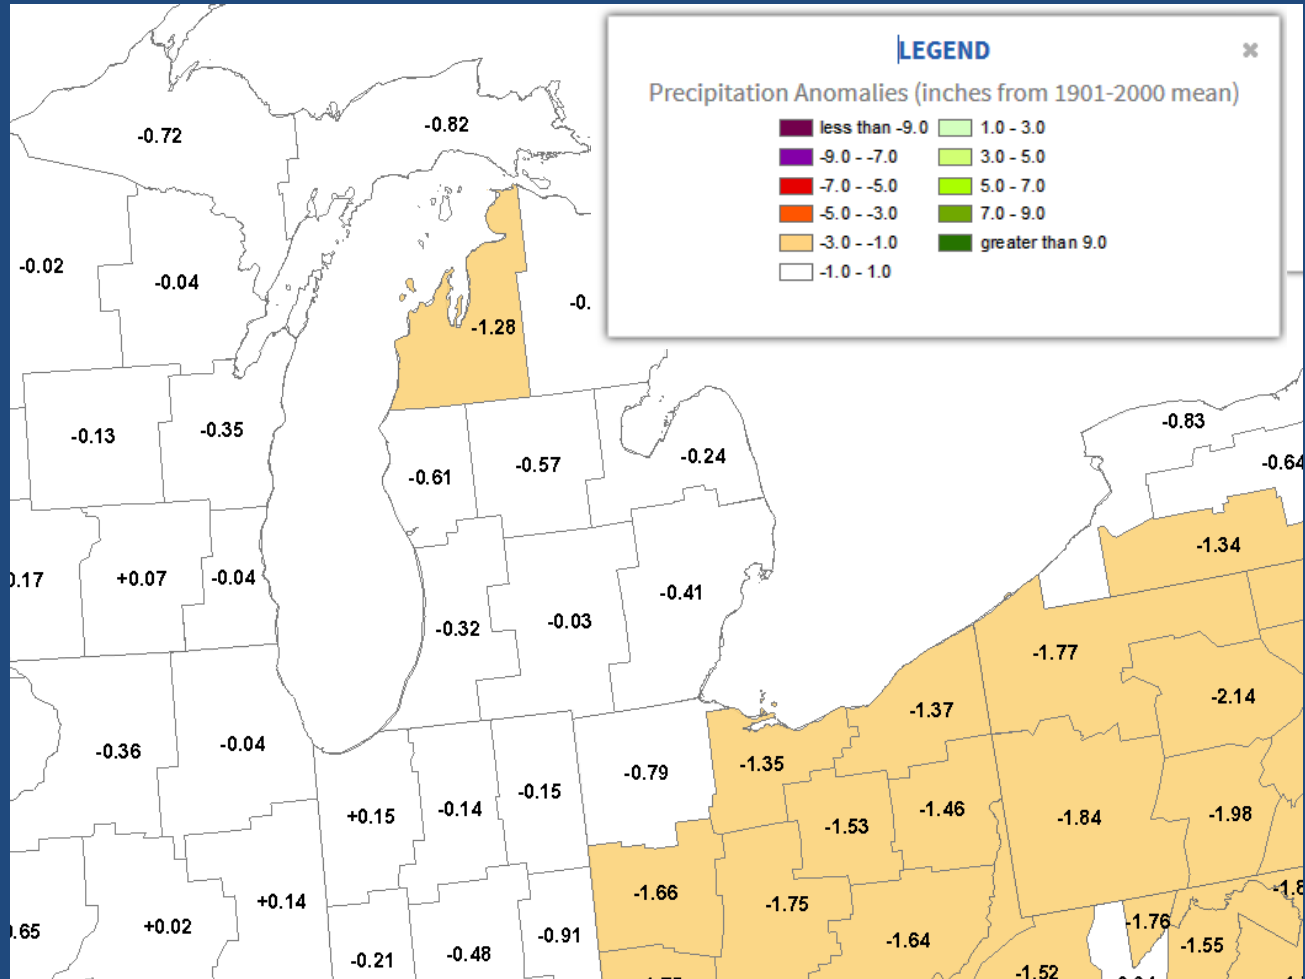 LEGEND
Precipitation Anomalies (inches from 1901-2000 mean)
less than -9.0 1.0 - 3.0
-9.0 - -7.0 3.0 - 5.0
-7.0 - -5.0 5.0 - 7.0
-5.0 - -3.0 7.0 - 9.0
-3.0 - -1.0 greater than 9.0
-1.0 - 1.0
-0.72 -0.82
-0.02 -0.04 -0.
-1.28
-0.13 -0.35 -0.83
-0.61 -0.57 -0.24 -0.64
-1.34
0.17 +0.07 -0.04 -0.41
-0.32 -0.03
-1.77
-2.14
-1.37
-0.36 -0.04 -0.79 -1.35
+0.15 -0.14 -0.15 -1.53 -1.46 -1.84 -1.98
+0.14 -1.66 -1.75 -1.8
.65 +0.02 -0.91 -1.64 -1.76 -1.55
-0.21 -0.48 -1.52